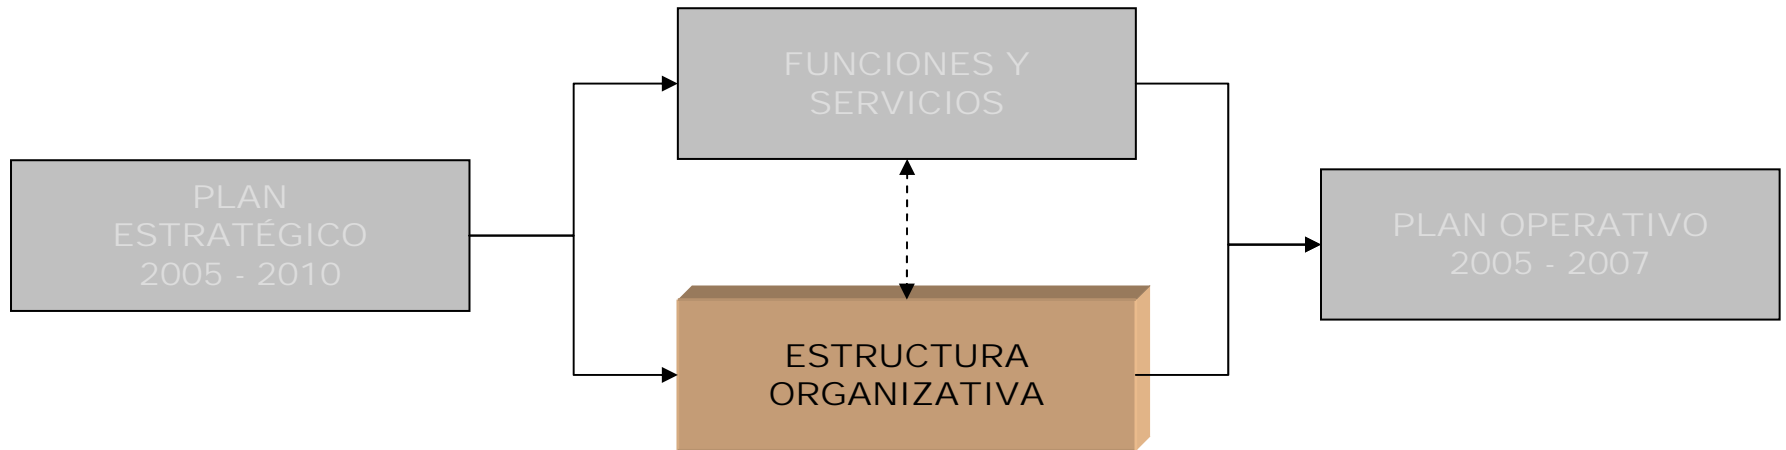 PLAN
ESTRATÉGICO
2005 - 2010
FUNCIONES Y
SERVICIOS
ESTRUCTURA
ORGANIZATIVA
PLAN OPERATIVO
2005 - 2007